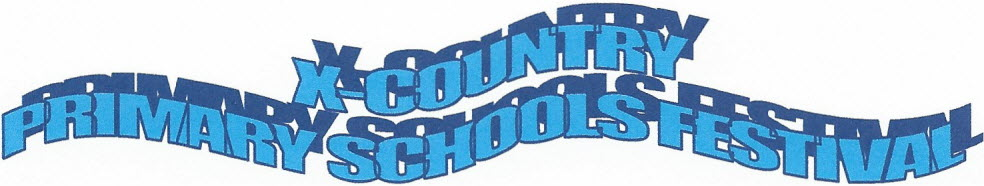 X-COUNTRY
PRIMARY SCHOOLS FESTIVAL